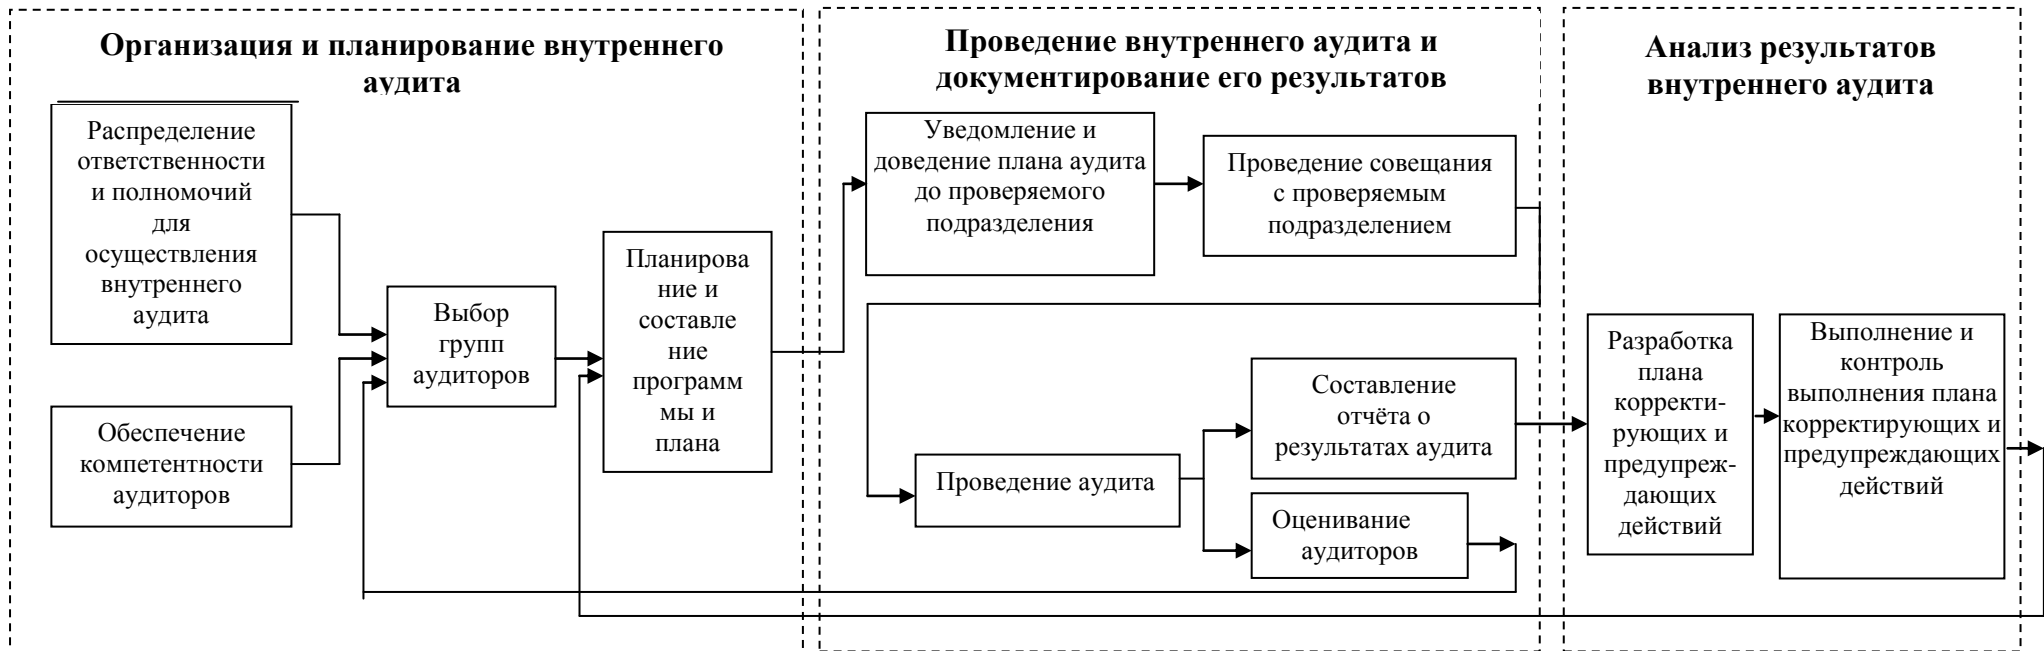 Организация и планирование внутреннего
аудита
Распределение
ответственности
и полномочий
для
осуществления
внутреннего
аудита
Обеспечение
компетентности
аудиторов
Выбор
групп
аудиторов
Планирова
ние и
составле
ние
программ
мы и
плана
Проведение внутреннего аудита и
документирование его результатов
Уведомление и
доведение плана аудита
до проверяемого
подразделения
Проведение совещания
с проверяемым
подразделением
Проведение аудита
Составление
отчёта о
результатах аудита
Оценивание
аудиторов
Анализ результатов
внутреннего аудита
Разработка
плана
корректи-
рующих и
предупреж-
дающих
действий
Выполнение и
контроль
выполнения плана
корректирующих и
предупреждающих
действий